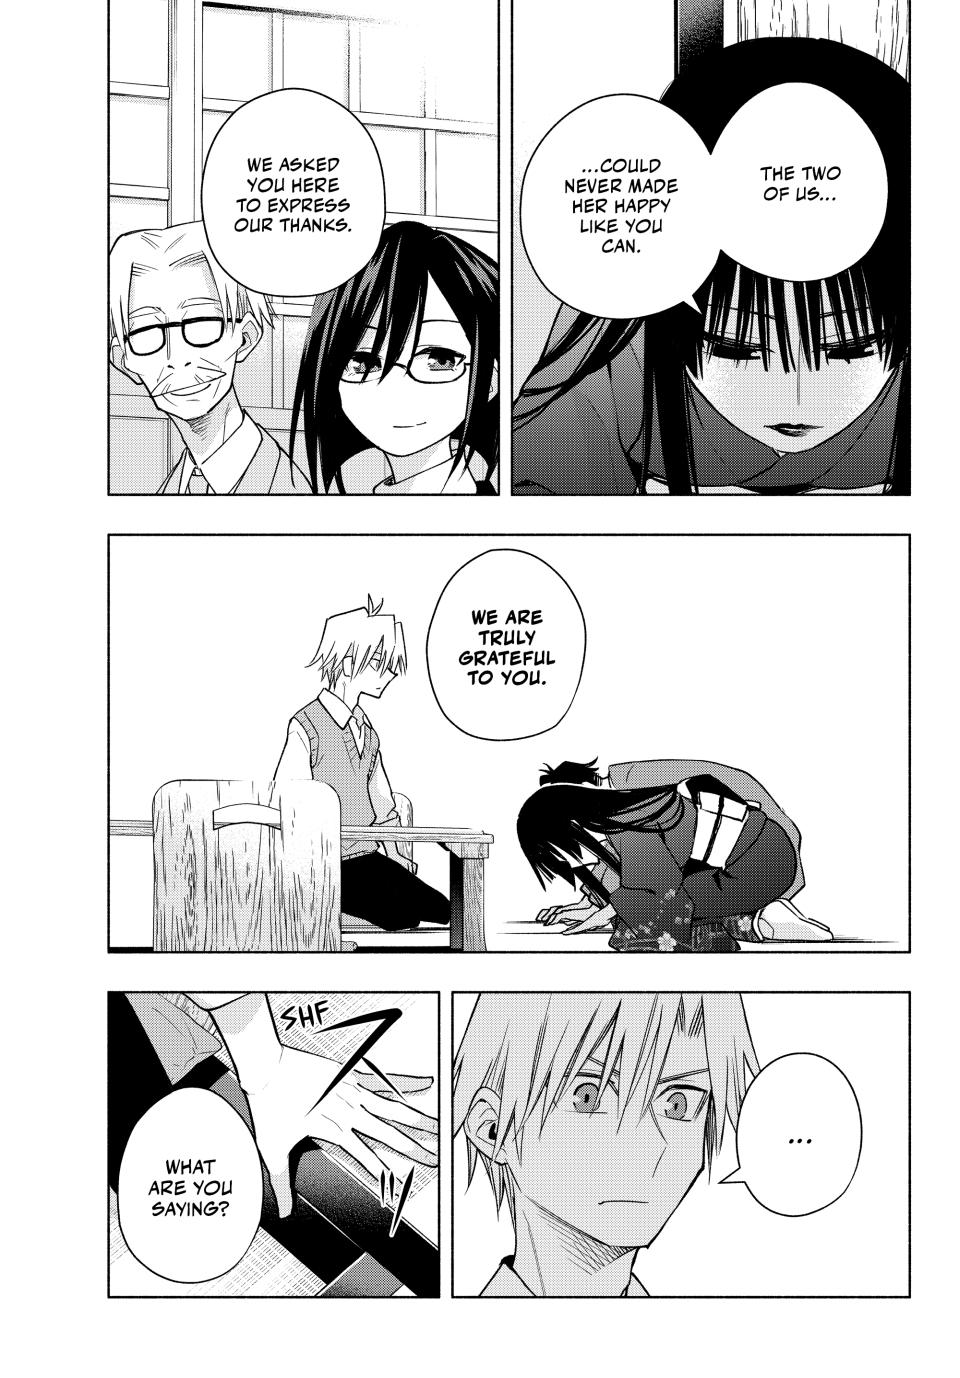 THE TWO
OF US...
...COULD
NEVER MADE
HER HAPPY
LIKE YOU
CAN.
WE ASKED
YOU HERE
TO EXPRESS
OUR THANKS.
WE ARE
TRULY
GRATEFUL
TO YOU.
...
SHF
WHAT
ARE YOU
SAYING?